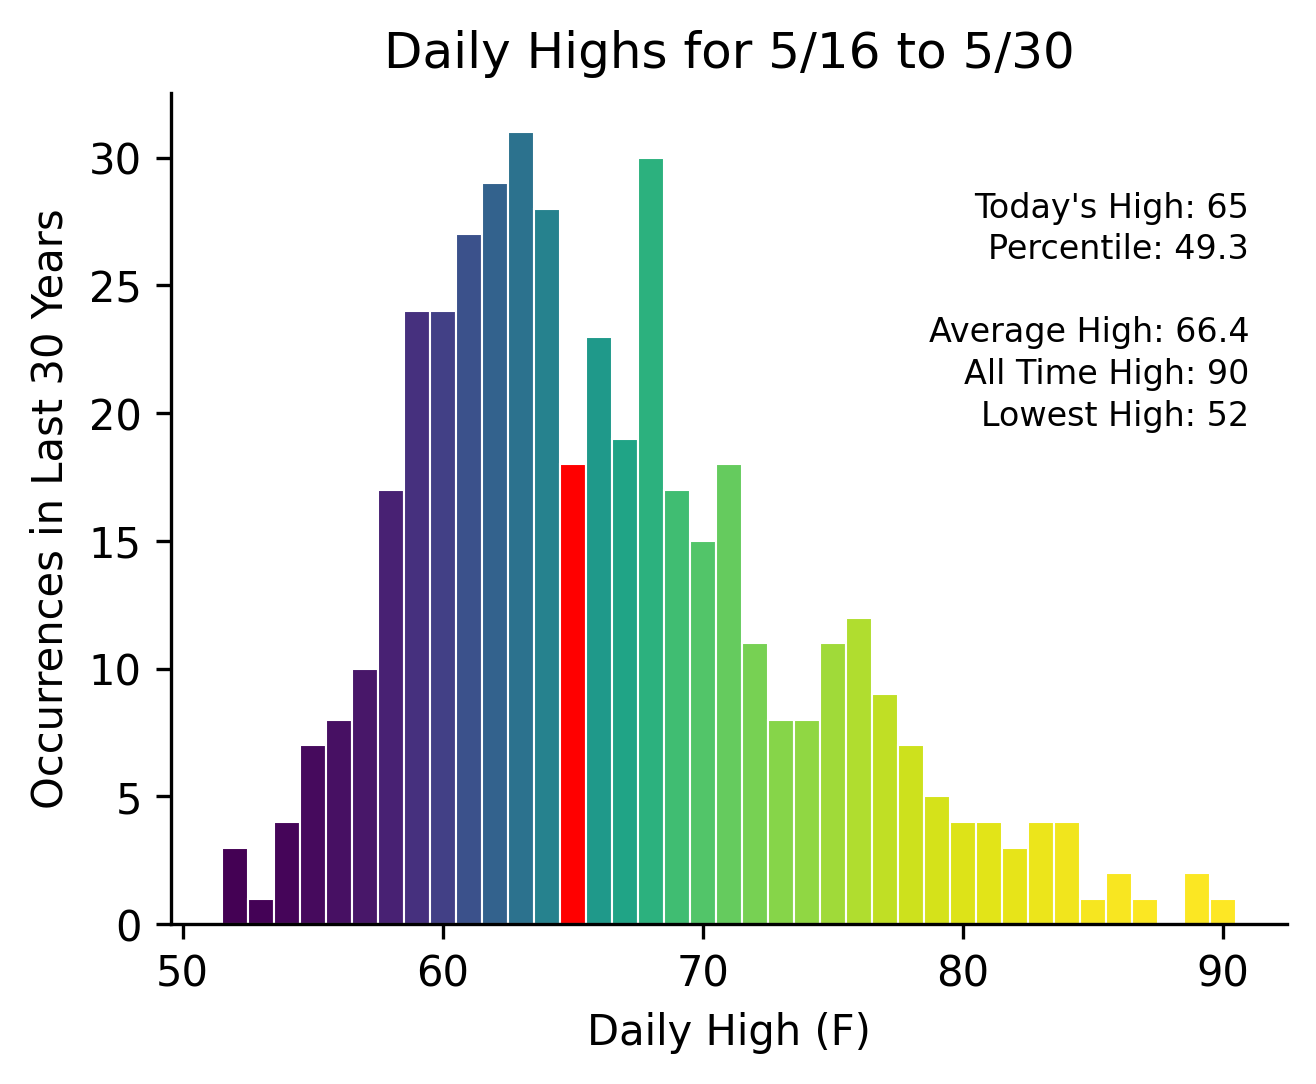 Daily Highs for 5/16 to 5/30
Occurrences in Last 30 Years
30
25
20
15
10
5
0
Today's High: 65
Percentile: 49.3
Average High: 66.4
All Time High: 90
Lowest High: 52
50 60 70 80 90
Daily High (F)